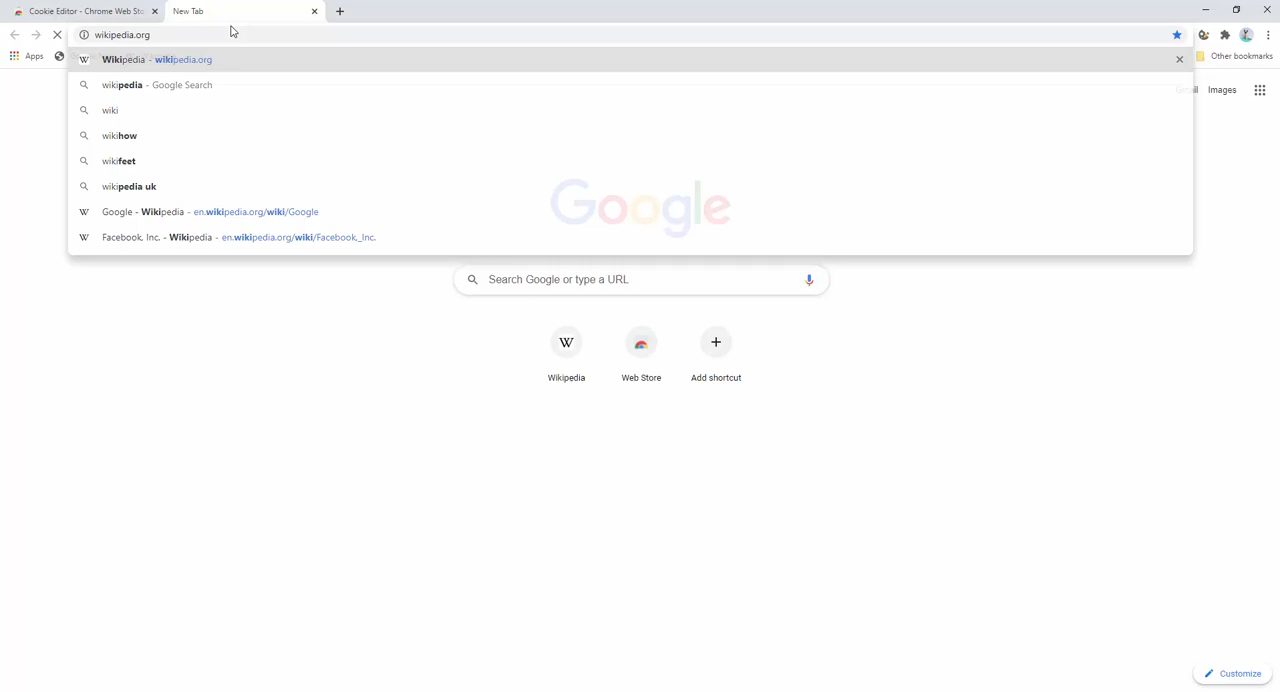 Cookie Editor - Chrome Web Sto
New Tab
wikipedia.org
Apps
Other bookmarks
Wikipedia - wikipedia.org
wikipedia - Google Search
Images
wiki
wikihow
wikifeet
wikipedia uk
Google - Wikipedia - en.wikipedia.org/wiki/Google
Facebook, Inc. - Wikipedia - en.wikipedia.org/wiki/Facebook,_Inc.
Google
Search Google or type a URL
W
Wikipedia
Web Store
Add shortcut
Customize